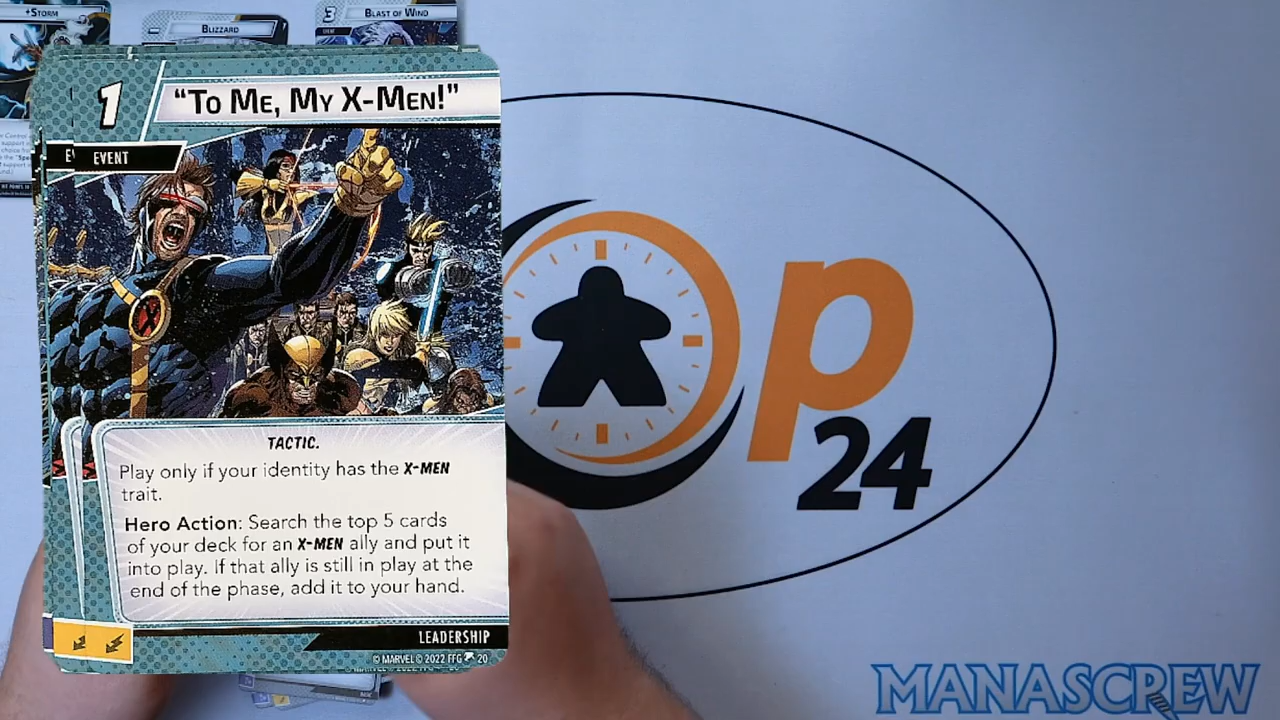 +STORM
BLIZZARD
3
BLAST OF WIND
EVENT
1
"TO ME, MY X-MEN!"
EVENT
TACTIC.
Play only if your identity has the X-MEN
trait.
Hero Action: Search the top 5 cards
of your deck for an X-MEN ally and put it
into play. If that ally is still in play at the
end of the phase, add it to your hand.
LEADERSHIP
© MARVEL © 2022 FFG 20
p
24
MANASCREW